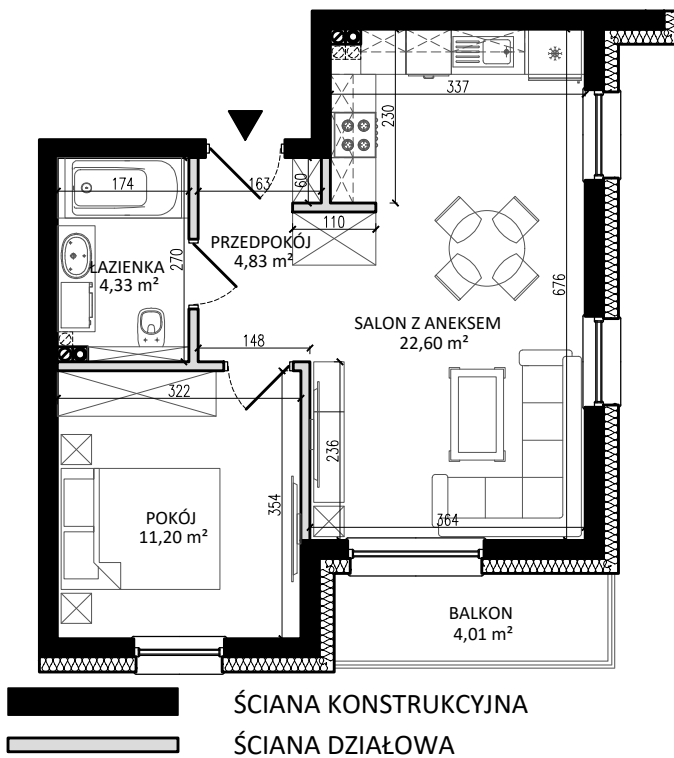 337
230
174
163
60
110
PRZEDPOKÓJ
4,83 m²
ŁAZIENKA
4,33 m²
270
676
SALON Z ANEKSEM
22,60 m²
148
322
236
354
364
POKÓJ
11,20 m²
BALKON
4,01 m²
ŚCIANA KONSTRUKCYJNA
ŚCIANA DZIAŁOWA